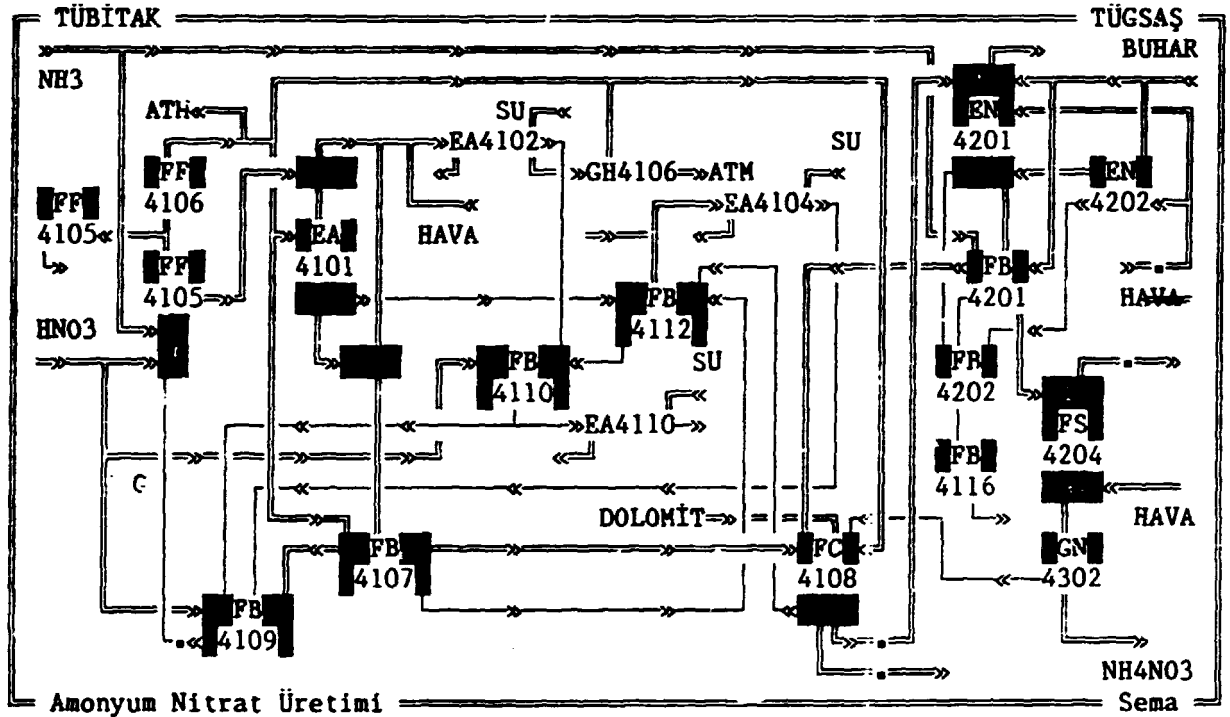 TÜBİTAK TÜGSAŞ
BUHAR
NH3
ATM
SU
EA4102
EN
4201
SU
FF
4106
GH4106 ATM
EN
4202
FF
4105
EA4104
HAVA
EA
4101
FF
4105
FB
4201
HAVA
FB
4112
HNO3
SU
FB
4110
FB
4202
EA4110
FS
4204
FB
4116
C
DOLOMİT
HAVA
FB
4107
FC
4108
GN
4302
FB
4109
NH4NO3
Amonyum Nitrat Üretimi Sema